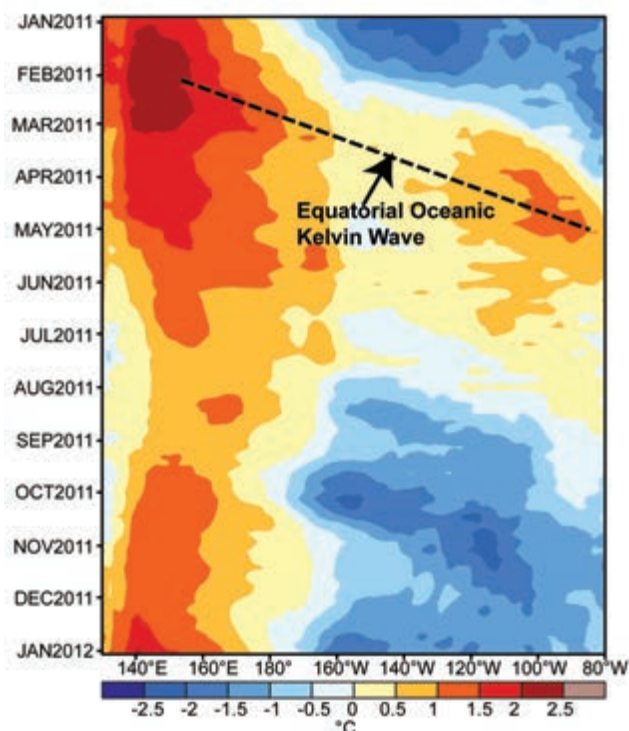 JAN2011
FEB2011
MAR2011
APR2011
MAY2011
JUN2011
JUL2011
AUG2011
SEP2011
OCT2011
NOV2011
DEC2011
JAN2012
Equatorial Oceanic
Kelvin Wave
140°E 160°E 180° 160°W 140°W 120°W 100°W 80°W
-2.5 -2 -1.5 -1 -0.5 0 0.5 1 1.5 2 2.5
°C